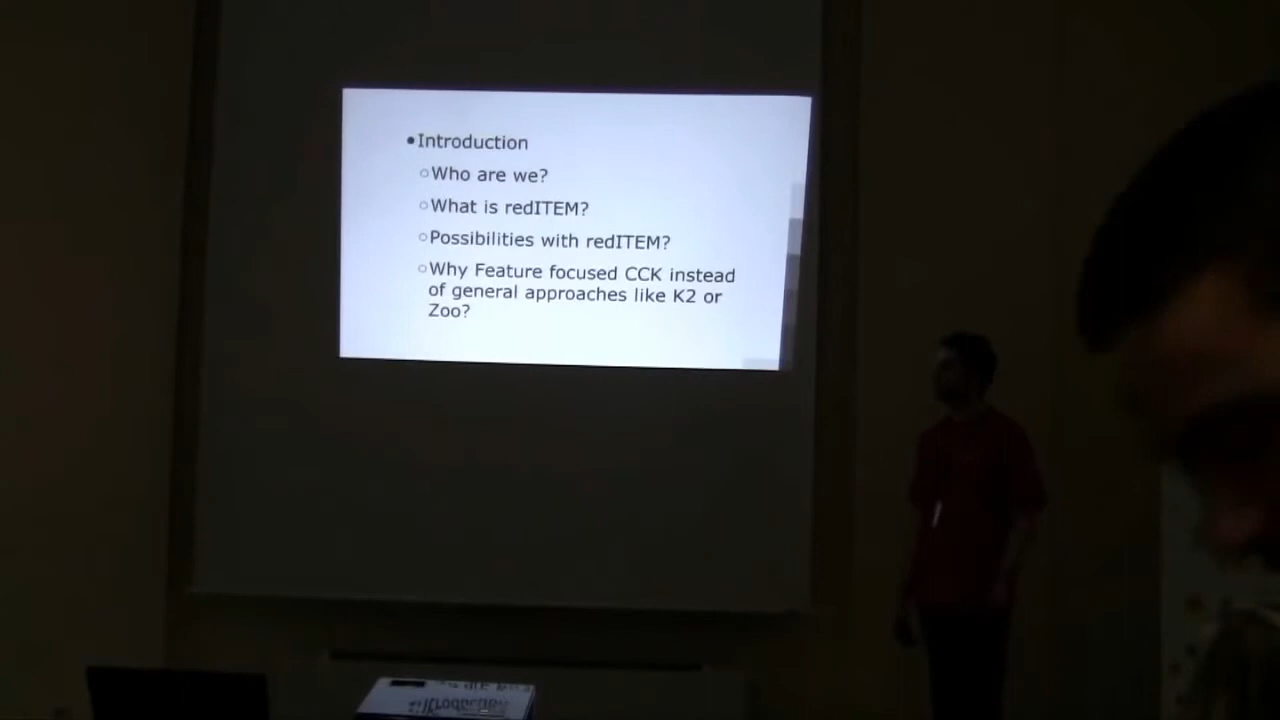 •Introduction
○Who are we?
○What is redITEM?
○Possibilities with redITEM?
○Why Feature focused CCK instead
of general approaches like K2 or
Zoo?